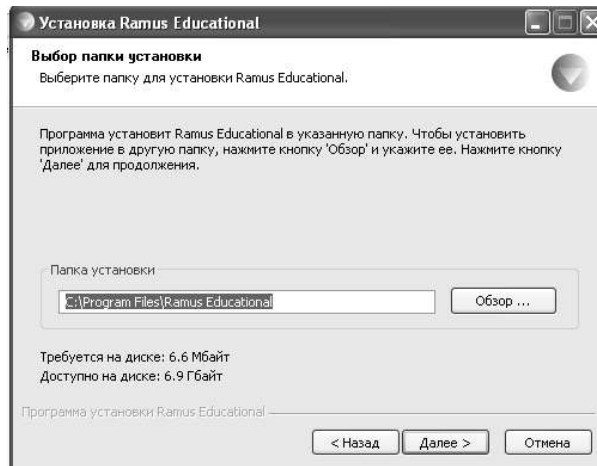 Установка Ramus Educational
Выбор папки установки
Выберите папку для установки Ramus Educational.
Программа установит Ramus Educational в указанную папку. Чтобы установить
приложение в другую папку, нажмите кнопку 'Обзор' и укажите ее. Нажмите кнопку
'Далее' для продолжения.
Папка установки
C:\Program Files\Ramus Educational
Обзор ...
Требуется на диске: 6.6 Мбайт
Доступно на диске: 6.9 Гбайт
Программа установки Ramus Educational
< Назад
Далее >
Отмена